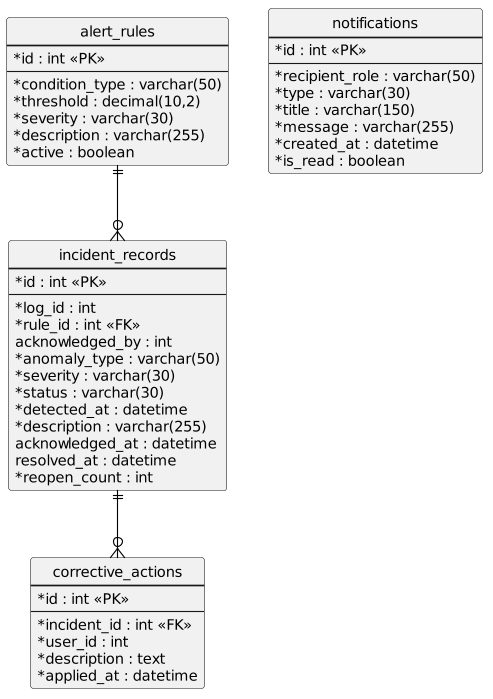 alert_rules
*id : int «PK»
*condition_type : varchar(50)
*threshold : decimal(10,2)
*severity : varchar(30)
*description : varchar(255)
*active : boolean
notifications
*id : int «PK»
*recipient_role : varchar(50)
*type : varchar(30)
*title : varchar(150)
*message : varchar(255)
*created_at : datetime
*is_read : boolean
incident_records
*id : int «PK»
*log_id : int
*rule_id : int «FK»
acknowledged_by : int
*anomaly_type : varchar(50)
*severity : varchar(30)
*status : varchar(30)
*detected_at : datetime
*description : varchar(255)
acknowledged_at : datetime
resolved_at : datetime
*reopen_count : int
corrective_actions
*id : int «PK»
*incident_id : int «FK»
*user_id : int
*description : text
*applied_at : datetime